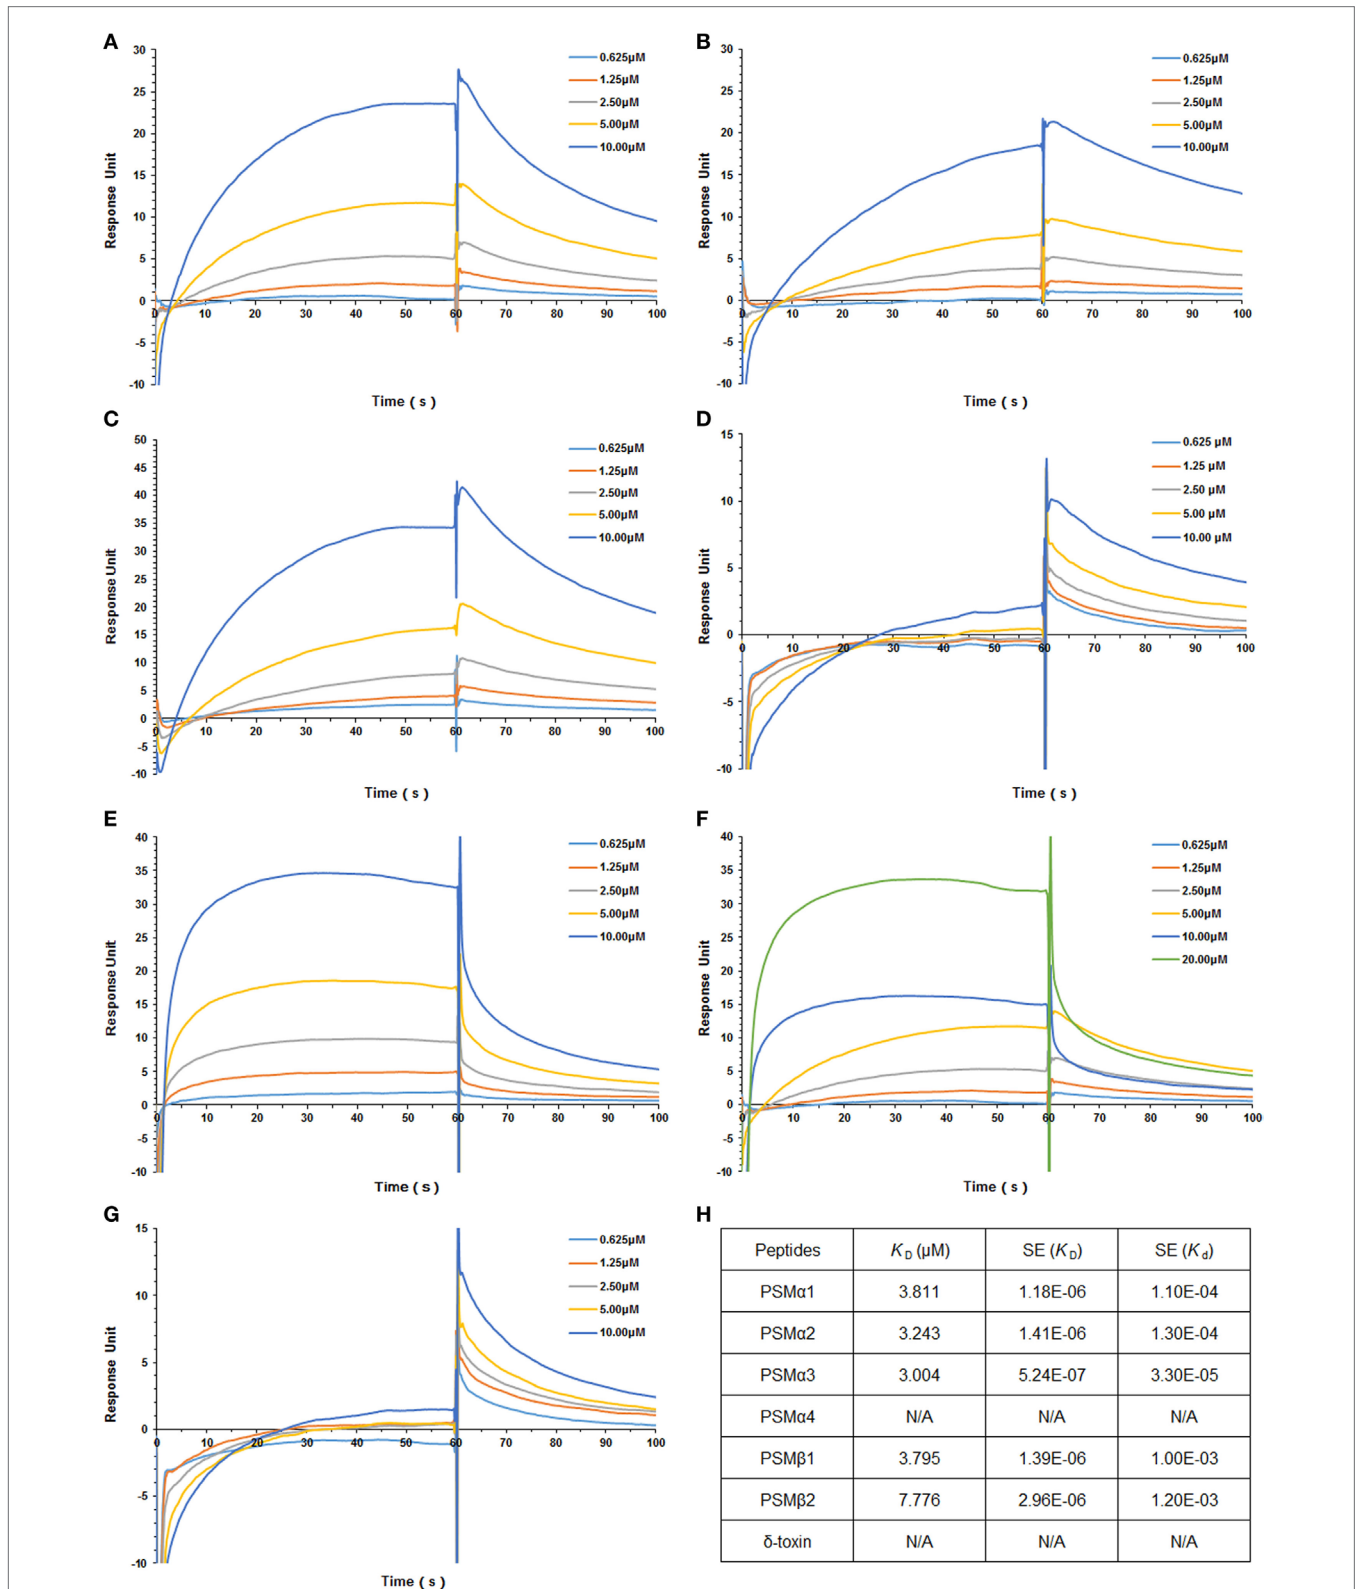 A
30
25
20
15
10
5
0
-5
-10
0 10 20 30 40 50 60 70 80 90 100
Response Unit
Time ( s )
0.625µM
1.25µM
2.50µM
5.00µM
10.00µM
B
30
25
20
15
10
5
0
-5
-10
0 10 20 30 40 50 60 70 80 90 100
Response Unit
Time ( s )
0.625µM
1.25µM
2.50µM
5.00µM
10.00µM
C
50
45
40
35
30
25
20
15
10
5
0
-5
-10
0 10 20 30 40 50 60 70 80 90 100
Response Unit
Time ( s )
0.625µM
1.25µM
2.50µM
5.00µM
10.00µM
D
15
10
5
0
-5
-10
0 10 20 30 40 50 60 70 80 90 100
Response Unit
Time ( s )
0.625 µM
1.25 µM
2.50 µM
5.00 µM
10.00 µM
E
40
35
30
25
20
15
10
5
0
-5
-10
0 10 20 30 40 50 60 70 80 90 100
Response Unit
Time ( s )
0.625µM
1.25µM
2.50µM
5.00µM
10.00µM
F
40
35
30
25
20
15
10
5
0
-5
-10
0 10 20 30 40 50 60 70 80 90 100
Response Unit
Time ( s )
0.625µM
1.25µM
2.50µM
5.00µM
10.00µM
20.00µM
G
15
10
5
0
-5
-10
0 10 20 30 40 50 60 70 80 90 100
Response Unit
Time ( s )
0.625µM
1.25µM
2.50µM
5.00µM
10.00µM
H
Peptides KD (µM) SE (KD) SE (Kd)
PSMα1 3.811 1.18E-06 1.10E-04
PSMα2 3.243 1.41E-06 1.30E-04
PSMα3 3.004 5.24E-07 3.30E-05
PSMα4 N/A N/A N/A
PSMβ1 3.795 1.39E-06 1.00E-03
PSMβ2 7.776 2.96E-06 1.20E-03
δ-toxin N/A N/A N/A